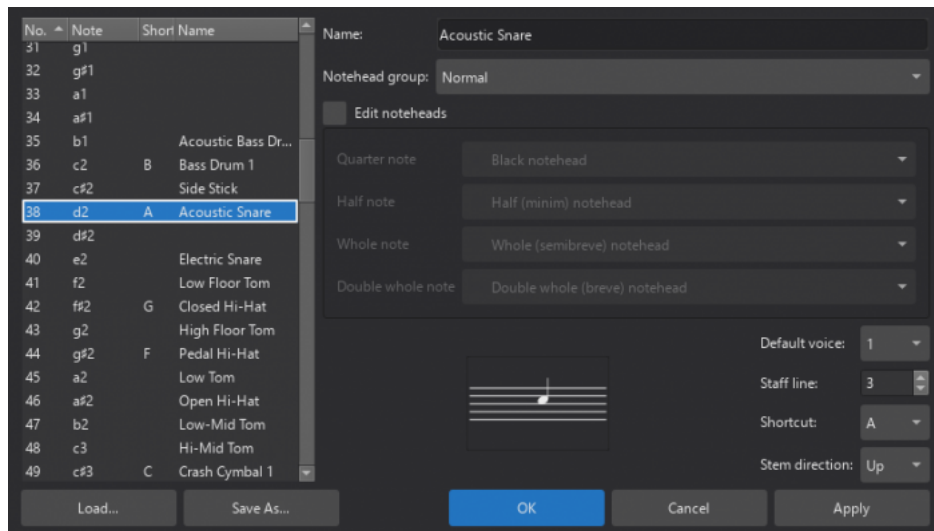 No. Note Short Name
31 g1
32 g♯1
33 a1
34 a♯1
35 b1 Acoustic Bass Dr...
36 c2 B Bass Drum 1
37 c♯2 Side Stick
38 d2 A Acoustic Snare
39 d♯2
40 e2 Electric Snare
41 f2 Low Floor Tom
42 f♯2 G Closed Hi-Hat
43 g2 High Floor Tom
44 g♯2 F Pedal Hi-Hat
45 a2 Low Tom
46 a♯2 Open Hi-Hat
47 b2 Low-Mid Tom
48 c3 Hi-Mid Tom
49 c♯3 C Crash Cymbal 1
Load... Save As...
Name: Acoustic Snare
Notehead group: Normal
Edit noteheads
Quarter note Black notehead
Half note Half (minim) notehead
Whole note Whole (semibreve) notehead
Double whole note Double whole (breve) notehead
Default voice: 1
Staff line: 3
Shortcut: A
Stem direction: Up
OK Cancel Apply